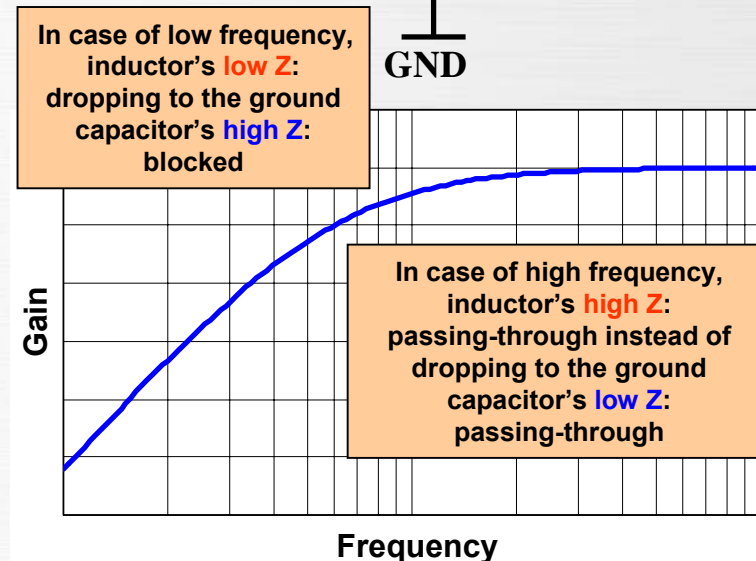 In case of low frequency,
inductor's low Z:
dropping to the ground
capacitor's high Z:
blocked
GND
In case of high frequency,
inductor's high Z:
passing-through instead of
dropping to the ground
capacitor's low Z:
passing-through
Gain
Frequency